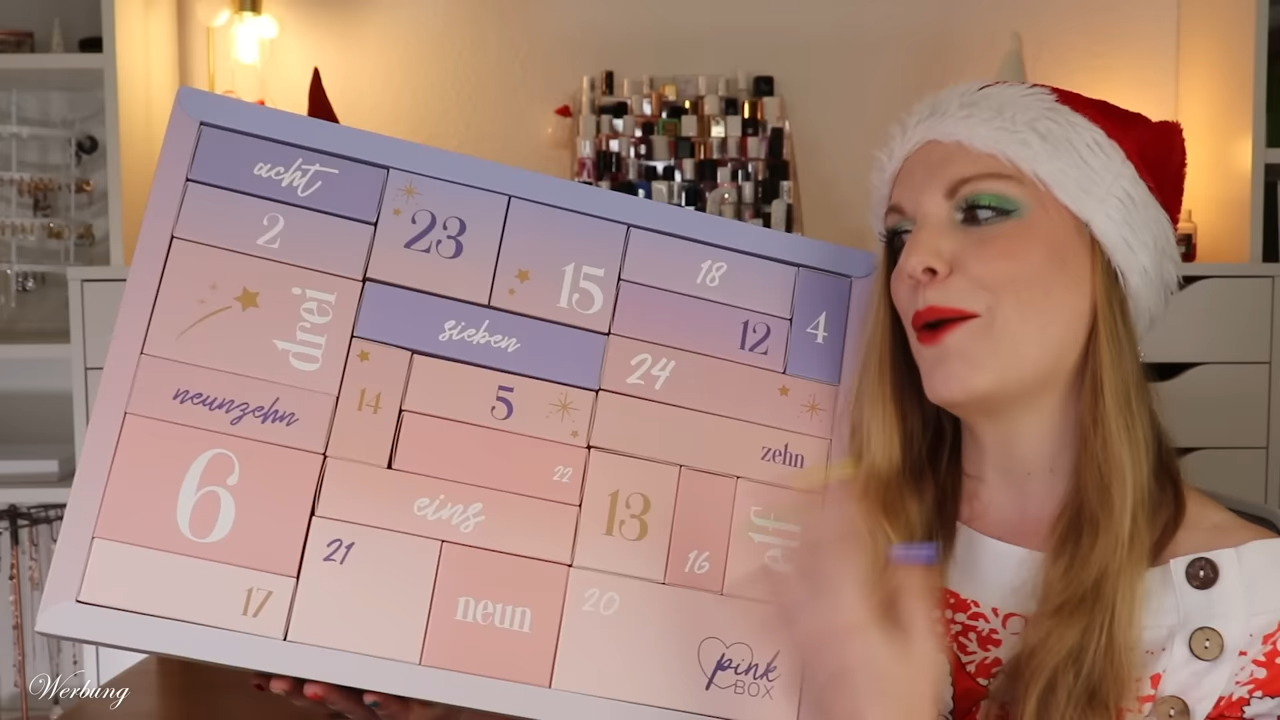 acht
2
23
15
18
12
4
drei
sieben
24
neunzehn
14
5
22
zehn
6
eins
13
16
elf
17
21
neun
20
pink
BOX
Werbung